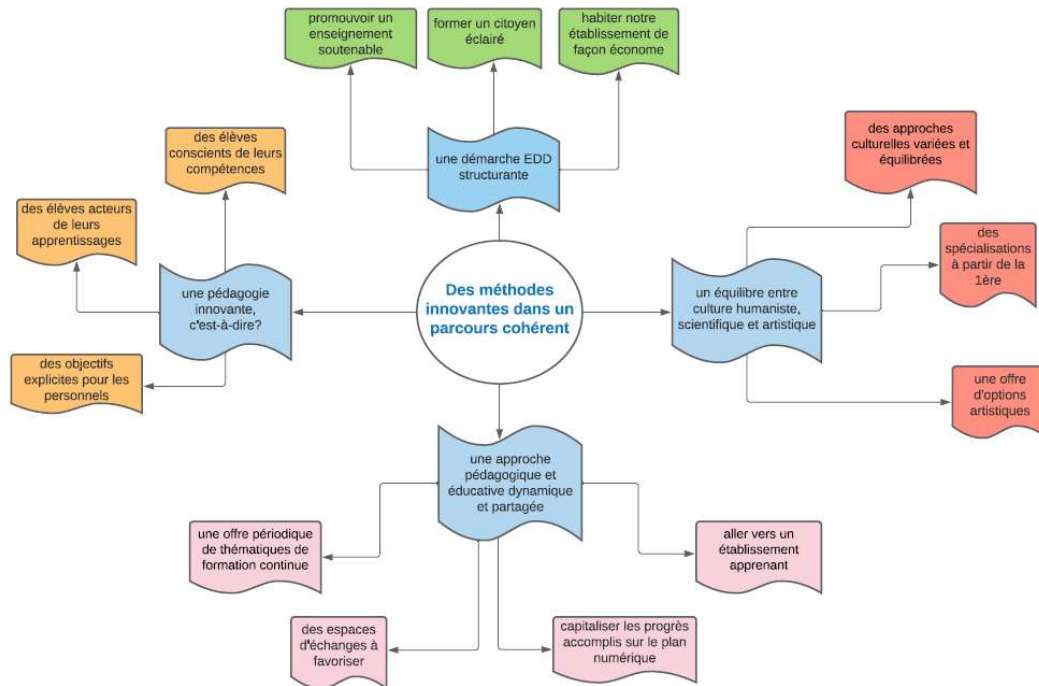 promouvoir un
enseignement
soutenable
former un citoyen
éclairé
habiter notre
établissement de
façon économe
une démarche EDD
structurante
des élèves
conscients de leurs
compétences
des élèves acteurs
de leurs
apprentissages
une pédagogie
innovante,
c'est-à-dire?
des objectifs
explicites pour les
personnels
Des méthodes
innovantes dans un
parcours cohérent
des approches
culturelles variées et
équilibrées
des
spécialisations
à partir de la
1ère
un équilibre entre
culture humaniste,
scientifique et artistique
une offre
d'options
artistiques
une approche
pédagogique et
éducative dynamique
et partagée
une offre périodique
de thématiques de
formation continue
des espaces
d'échanges à
favoriser
capitaliser les progrès
accomplis sur le plan
numérique
aller vers un
établissement
apprenant